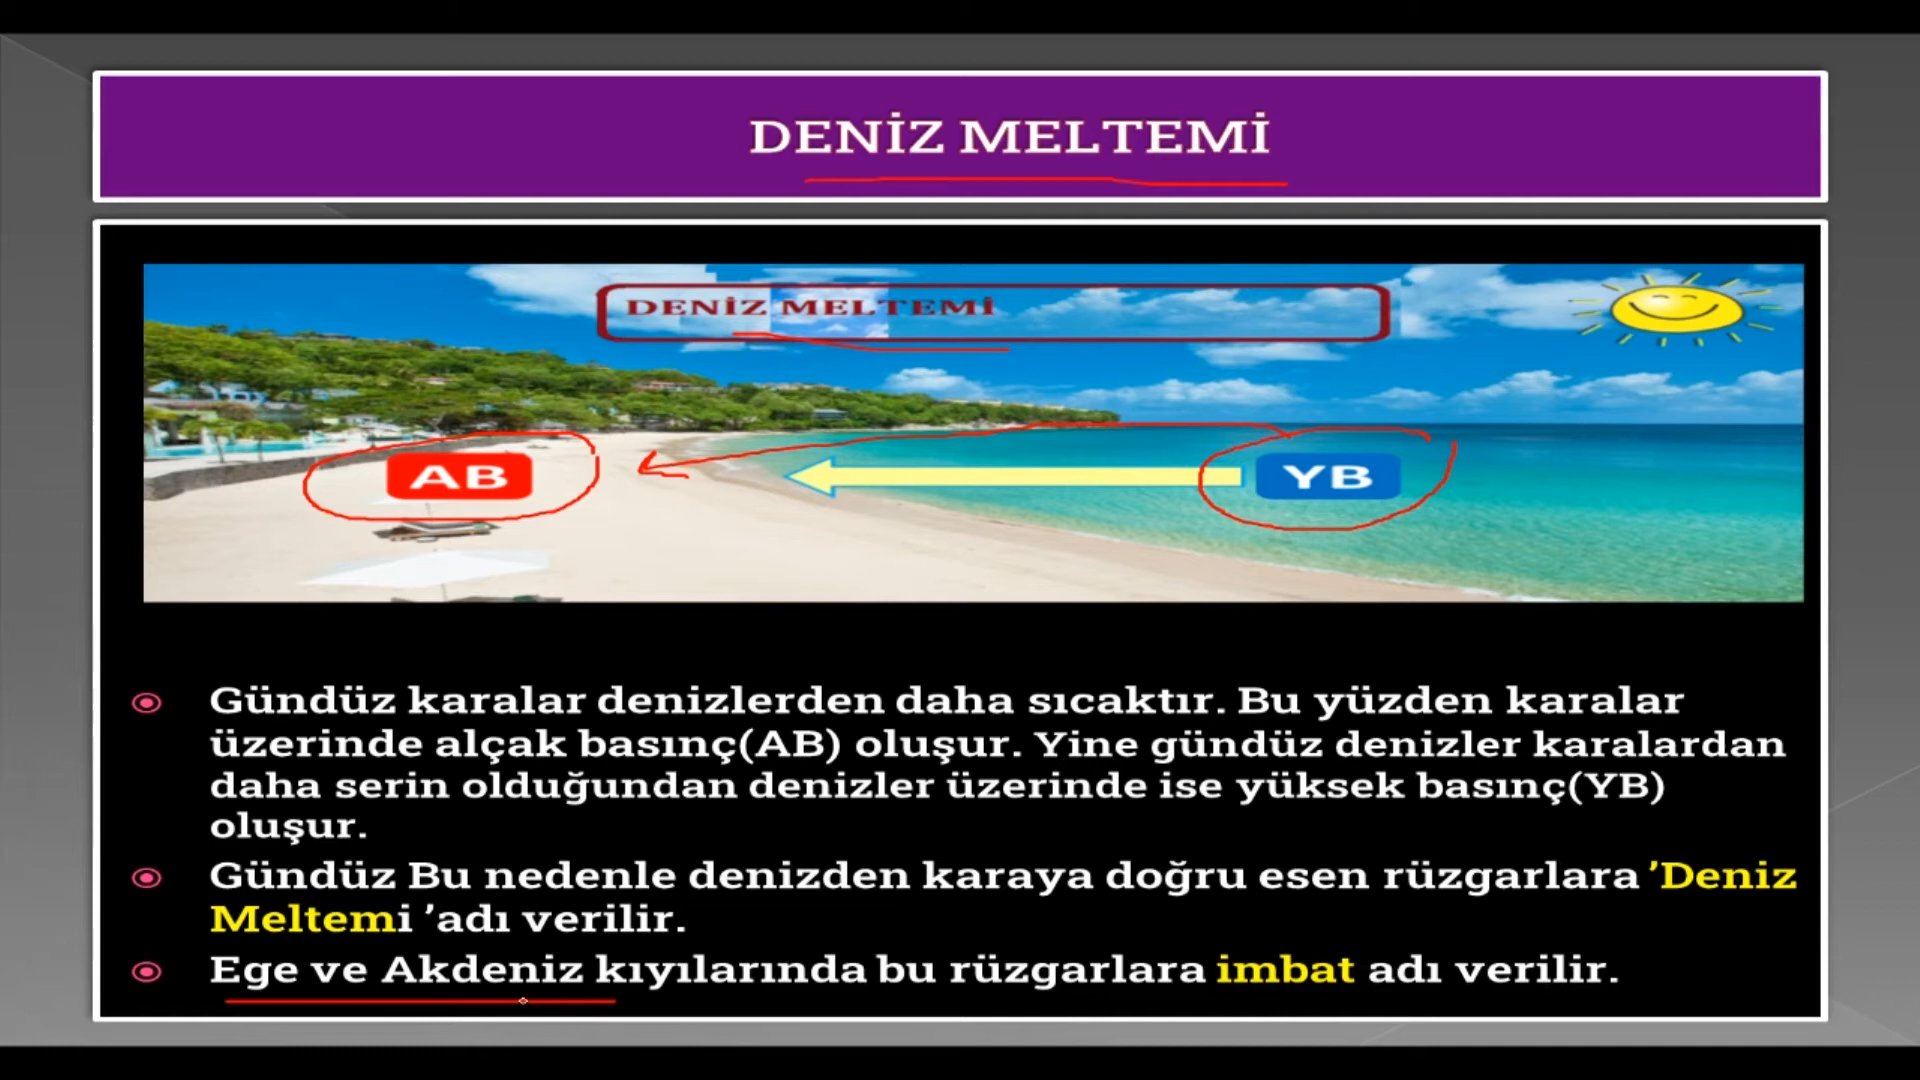 DENİZ MELTEMİ
DENİZ MELTEMİ
AB
YB
Gündüz karalar denizlerden daha sıcaktır. Bu yüzden karalar
üzerinde alçak basınç(AB) oluşur. Yine gündüz denizler karalardan
daha serin olduğundan denizler üzerinde ise yüksek basınç(YB)
oluşur.
Gündüz Bu nedenle denizden karaya doğru esen rüzgarlara ’Deniz
Meltemi ’adı verilir.
Ege ve Akdeniz kıyılarında bu rüzgarlara imbat adı verilir.